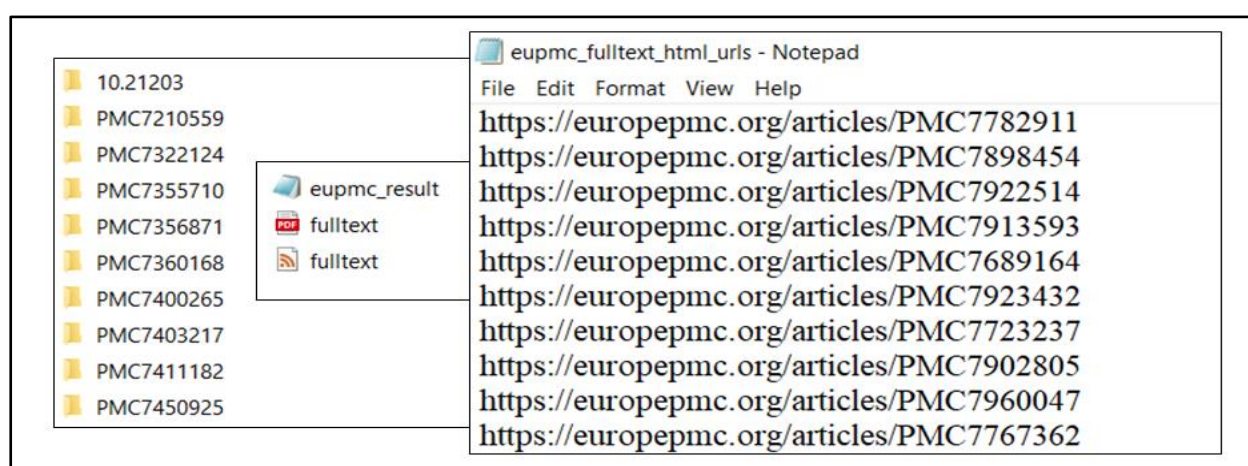 10.21203
PMC7210559
PMC7322124
PMC7355710
PMC7356871
PMC7360168
PMC7400265
PMC7403217
PMC7411182
PMC7450925
eupmc_result
PDF
fulltext
fulltext
eupmc_fulltext_html_urls - Notepad
File Edit Format View Help
https://europepmc.org/articles/PMC7782911
https://europepmc.org/articles/PMC7898454
https://europepmc.org/articles/PMC7922514
https://europepmc.org/articles/PMC7913593
https://europepmc.org/articles/PMC7689164
https://europepmc.org/articles/PMC7923432
https://europepmc.org/articles/PMC7723237
https://europepmc.org/articles/PMC7902805
https://europepmc.org/articles/PMC7960047
https://europepmc.org/articles/PMC7767362